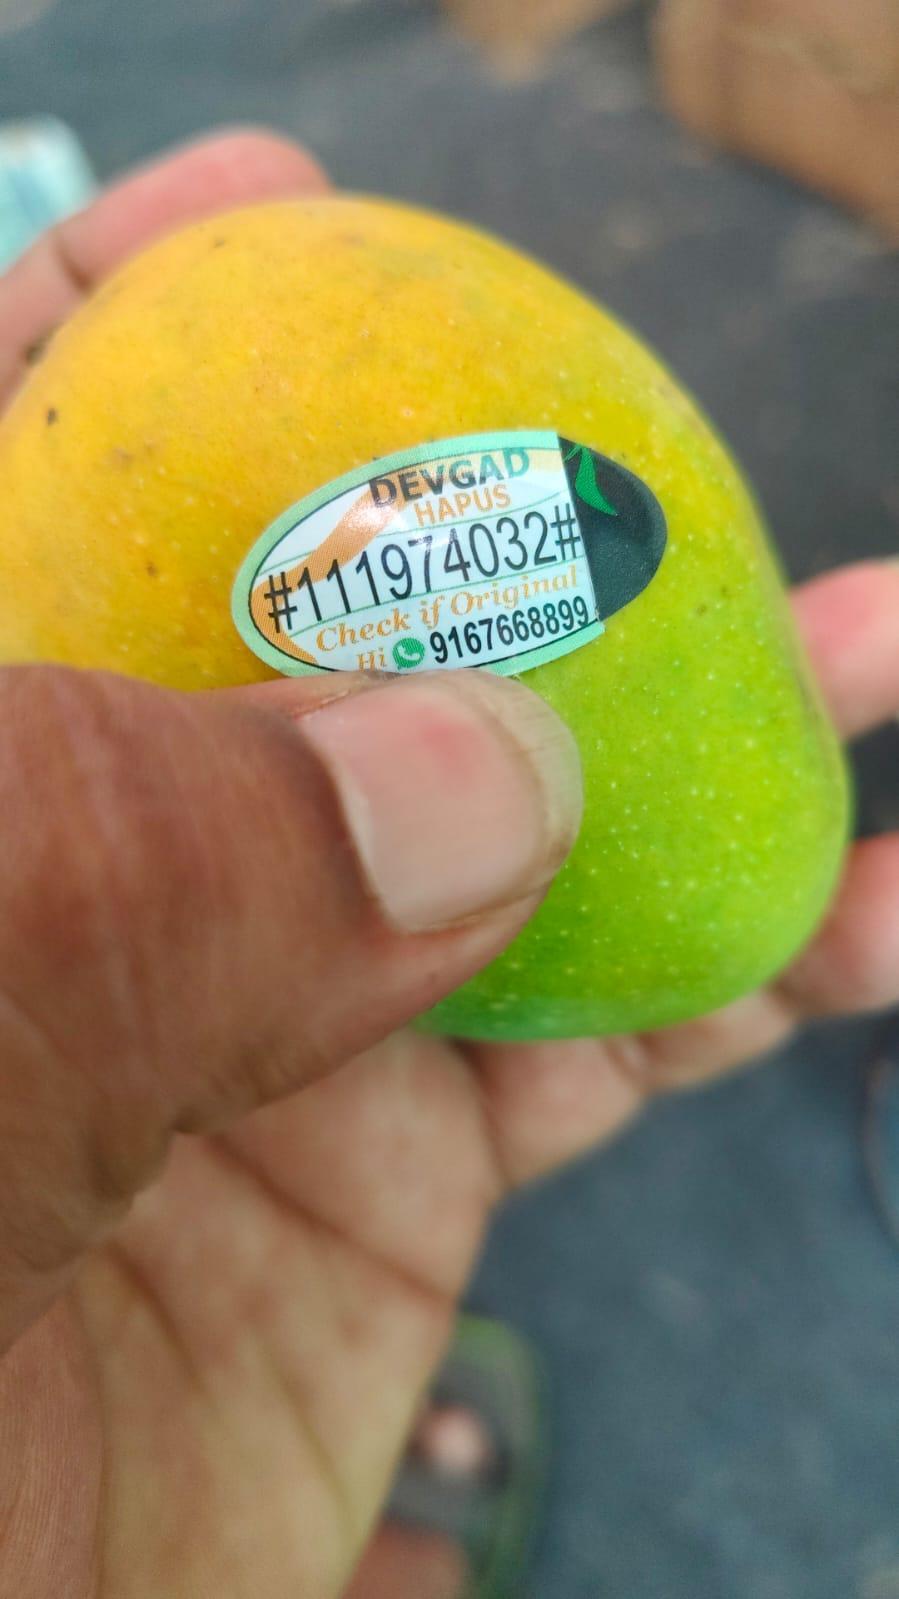 DEVGAD
HAPUS
#111974032#
Check if Original
Hi 9167668899